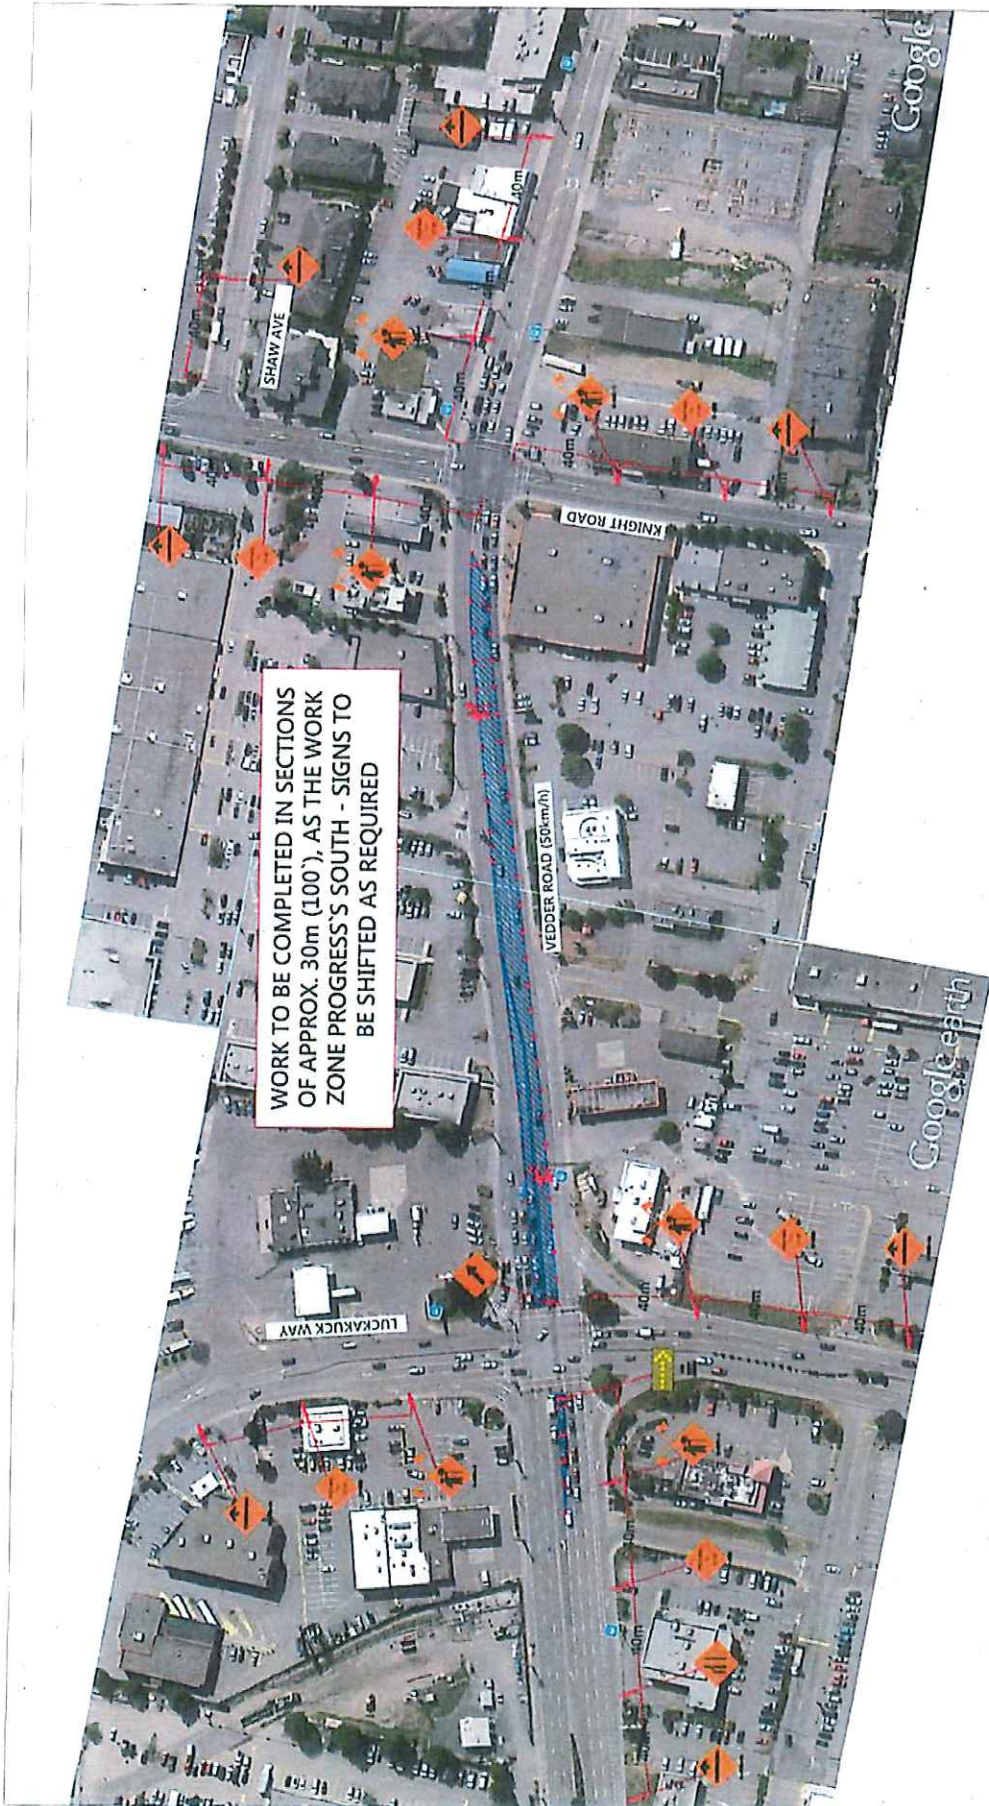 WORK TO BE COMPLETED IN SECTIONS
OF APPROX. 30m (100'), AS THE WORK
ZONE PROGRESS'S SOUTH - SIGNS TO
BE SHIFTED AS REQUIRED
SHAW AVE
KNIGHT ROAD
VEDDER ROAD (50km/h)
LUCKAKUCK WAY
40m
40m
40m
40m
40m
40m
40m
40m
40m
40m
Google
Google earth